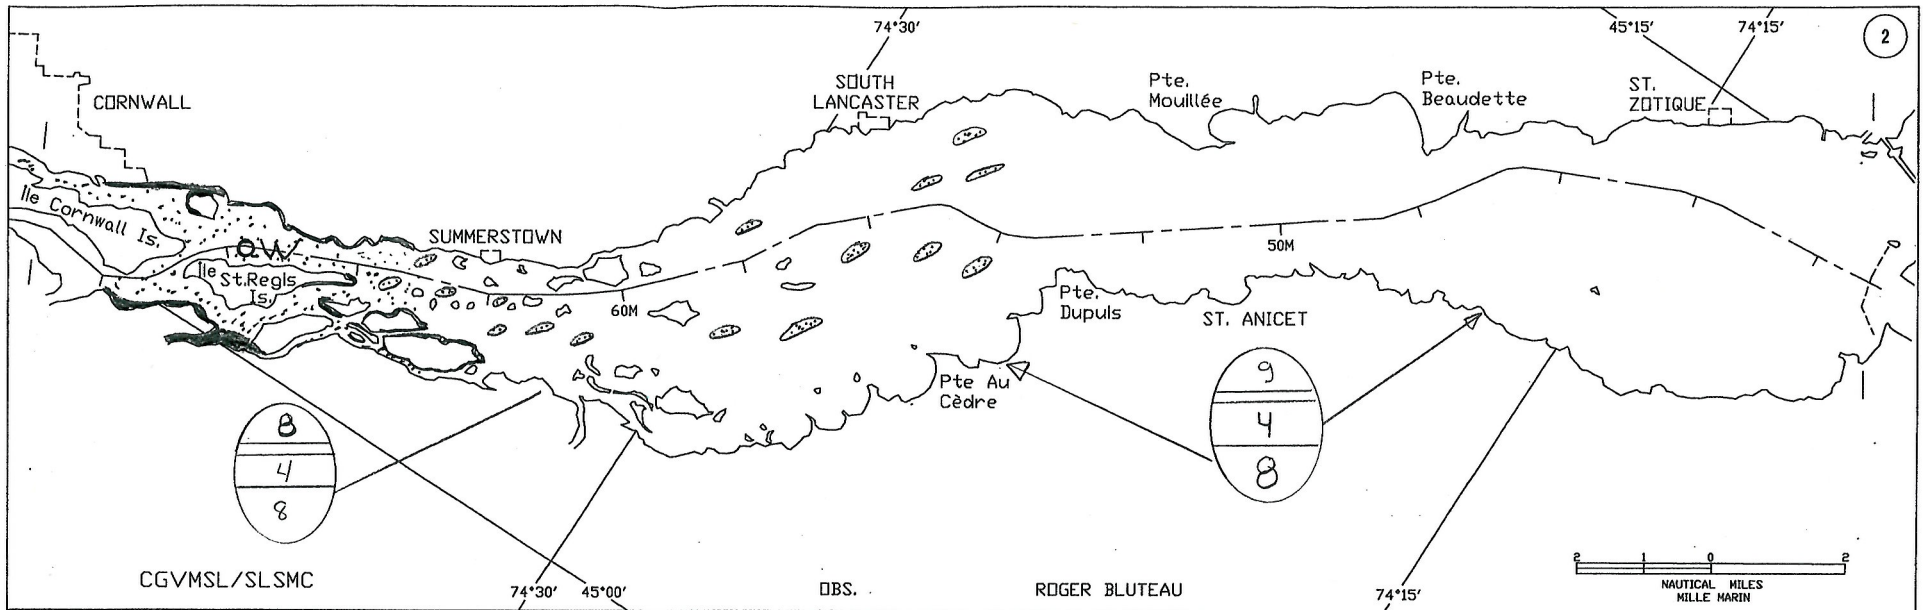 74°30' 45°15' 74°15' 2
CORNWALL
SOUTH
LANCASTER
Pte.
Mouillée
Pte.
Beaudette
ST.
ZOTIQUE
Ile Cornwall Is.
OW
SUMMERSTOWN
Ile
St.Regis
Is.
60M
50M
Pte.
Dupuis
ST. ANICET
Pte Au
Cèdre
8
4
8
9
4
8
CGVMSL/SLSMC
74°30' 45°00'
OBS. ROGER BLUTEAU
74°15'
2 1 0 2
NAUTICAL MILES
MILLE MARIN